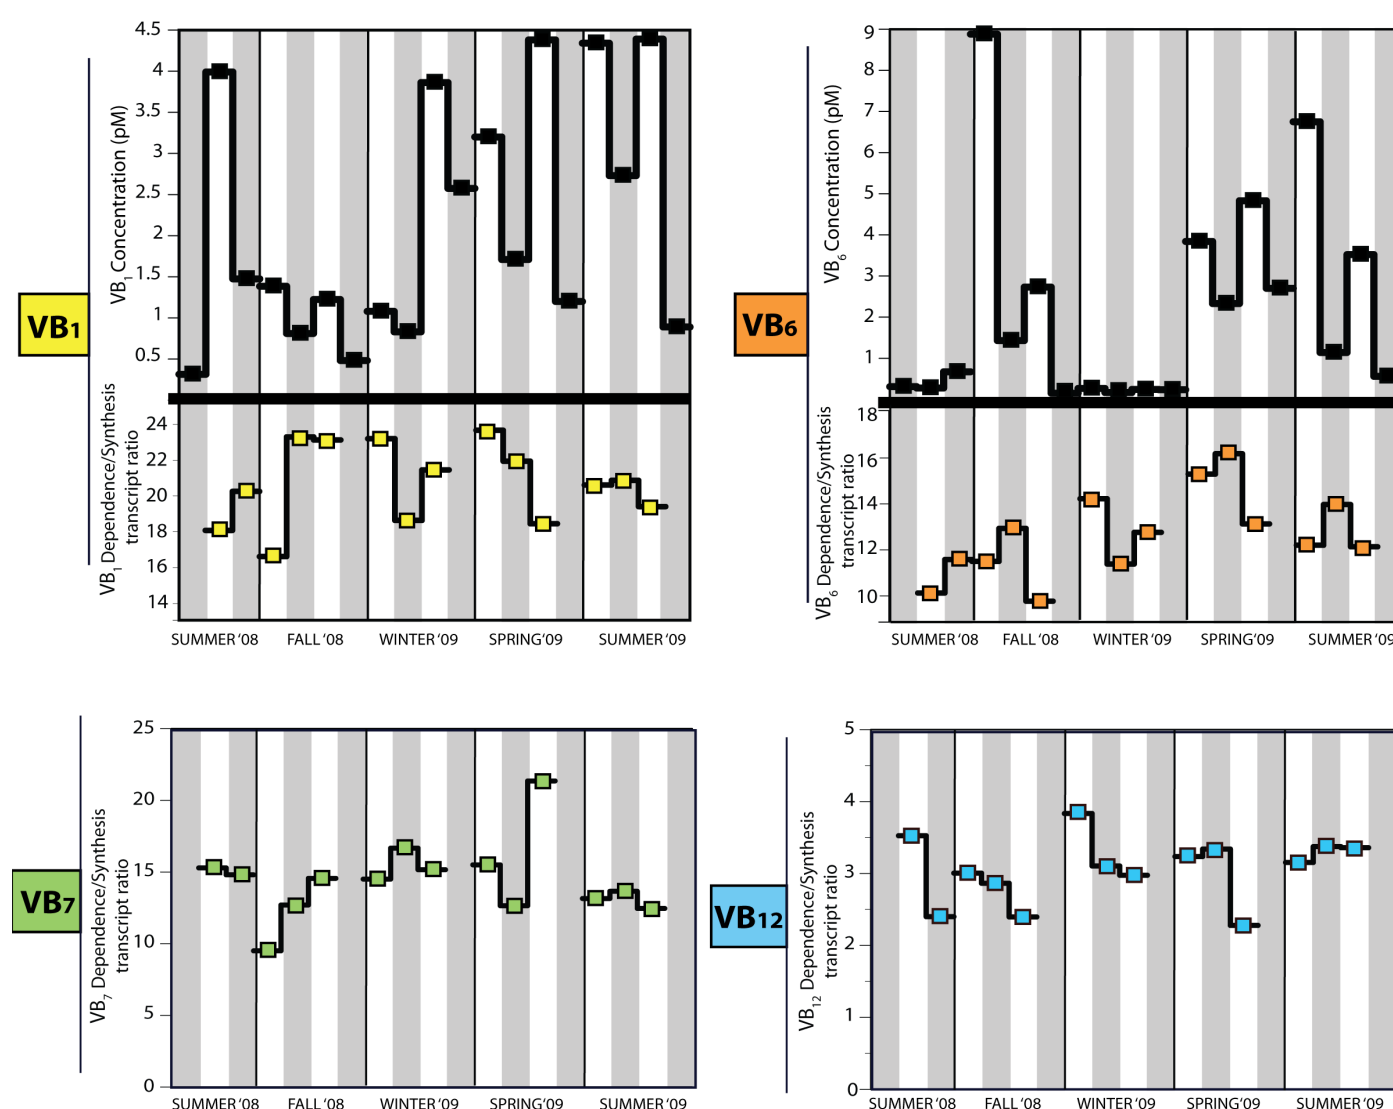 VB1
VB1 Concentration (pM)
4.5
4
3.5
3
2.5
2
1.5
1
0.5
VB1 Dependence/Synthesis
transcript ratio
24
22
20
18
16
14
SUMMER'08 FALL '08 WINTER '09 SPRING'09 SUMMER '09
VB6
VB6 Concentration (pM)
9
8
7
6
5
4
3
2
1
VB6 Dependence/Synthesis
transcript ratio
18
16
14
12
10
SUMMER '08 FALL '08 WINTER '09 SPRING'09 SUMMER '09
VB7
VB7 Dependence/Synthesis
transcript ratio
25
20
15
10
5
0
SUMMER '08 FALL '08 WINTER '09 SPRING'09 SUMMER '09
VB12
VB12 Dependence/Synthesis
transcript ratio
5
4
3
2
1
0
SUMMER '08 FALL '08 WINTER '09 SPRING'09 SUMMER '09